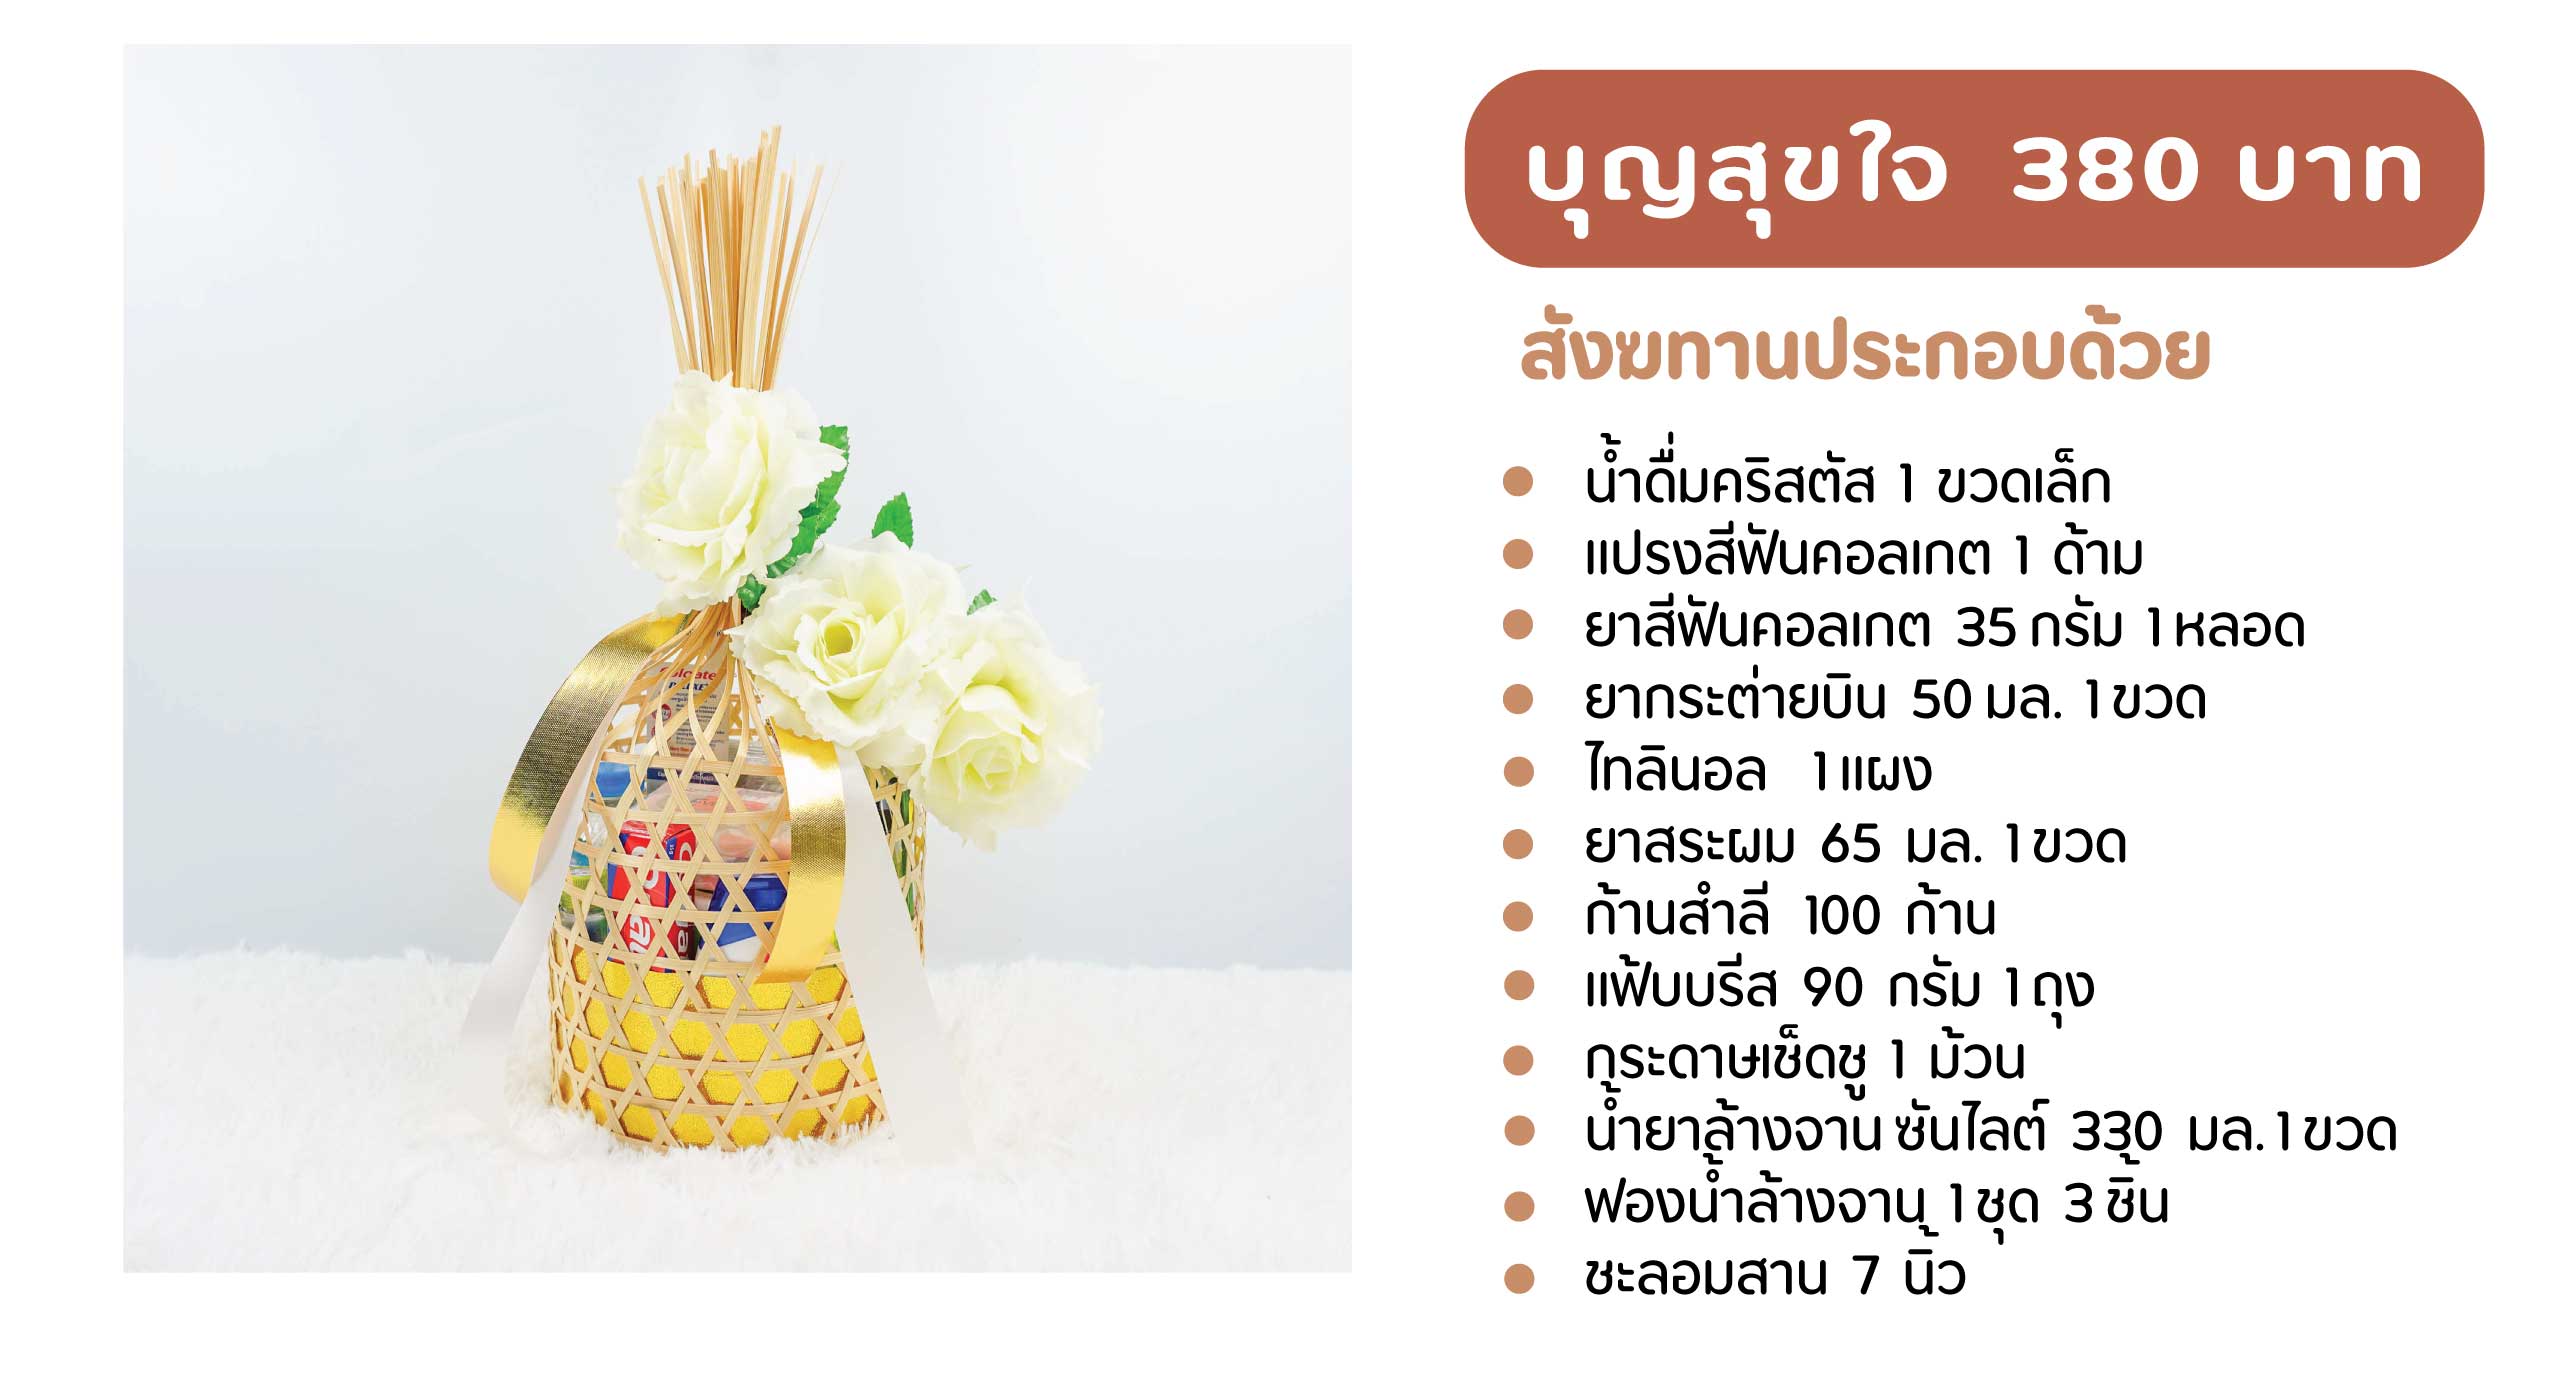 บุญสุขใจ 380 บาท
สังฆทานประกอบด้วย
น้ำดื่มคริสตัส 1 ขวดเล็ก
แปรงสีฟันคอลเกต 1 ด้าม
ยาสีฟันคอลเกต 35 กรัม 1 หลอด
ยากระต่ายบิน 50 มล. 1 ขวด
ไทลินอล 1 แผง
ยาสระผม 65 มล. 1 ขวด
ก้านสำลี 100 ก้าน
แฟ้บบรีส 90 กรัม 1 ถุง
กระดาษเช็ดชู 1 ม้วน
น้ำยาล้างจาน ซันไลต์ 330 มล. 1 ขวด
ฟองน้ำล้างจาน 1 ชุด 3 ชิ้น
ชะลอมสาน 7 นิ้ว